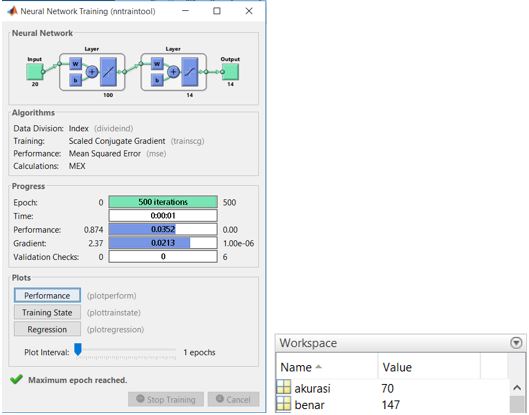 Neural Network Training (nntraintool)
Neural Network
Layer Layer
Input Output
W W
b b
20 14
100 14
Algorithms
Data Division: Index (divideind)
Training: Scaled Conjugate Gradient (trainscg)
Performance: Mean Squared Error (mse)
Calculations: MEX
Progress
Epoch: 0 500 iterations 500
Time: 0:00:01
Performance: 0.874 0.0352 0.00
Gradient: 2.37 0.0213 1.00e-06
Validation Checks: 0 0 6
Plots
Performance (plotperform)
Training State (plottrainstate)
Regression (plotregression)
Plot Interval: 1 epochs
Maximum epoch reached.
Stop Training Cancel
Workspace
Name Value
akurasi 70
benar 147